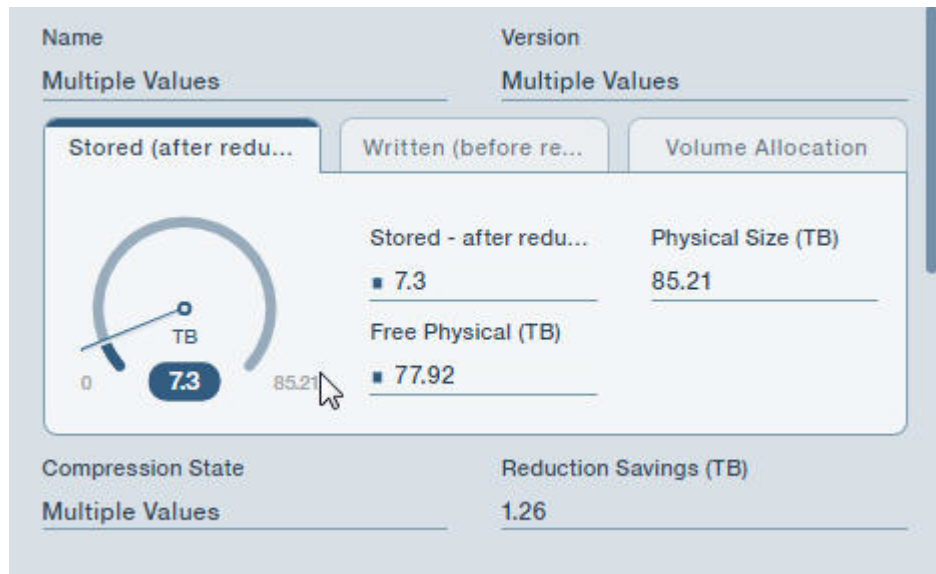 Name
Version
Multiple Values
Multiple Values
Stored (after redu...
Written (before re...
Volume Allocation
Stored - after redu...
Physical Size (TB)
7.3
85.21
Free Physical (TB)
77.92
TB
0
7.3
85.21
Compression State
Reduction Savings (TB)
Multiple Values
1.26